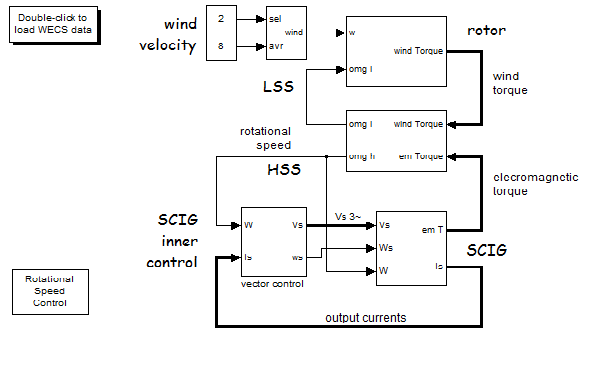 Double-click to
load WECS data
wind
velocity
2
8
sel
wind
avr
w
wind Torque
omg l
rotor
LSS
wind
torque
omg l
wind Torque
omg h
em Torque
rotational
speed
HSS
elecromagnetic
torque
SCIG
inner
control
W
Vs
Is
ws
vector control
Vs 3~
Vs
em T
Ws
W
Is
SCIG
Rotational
Speed
Control
output currents